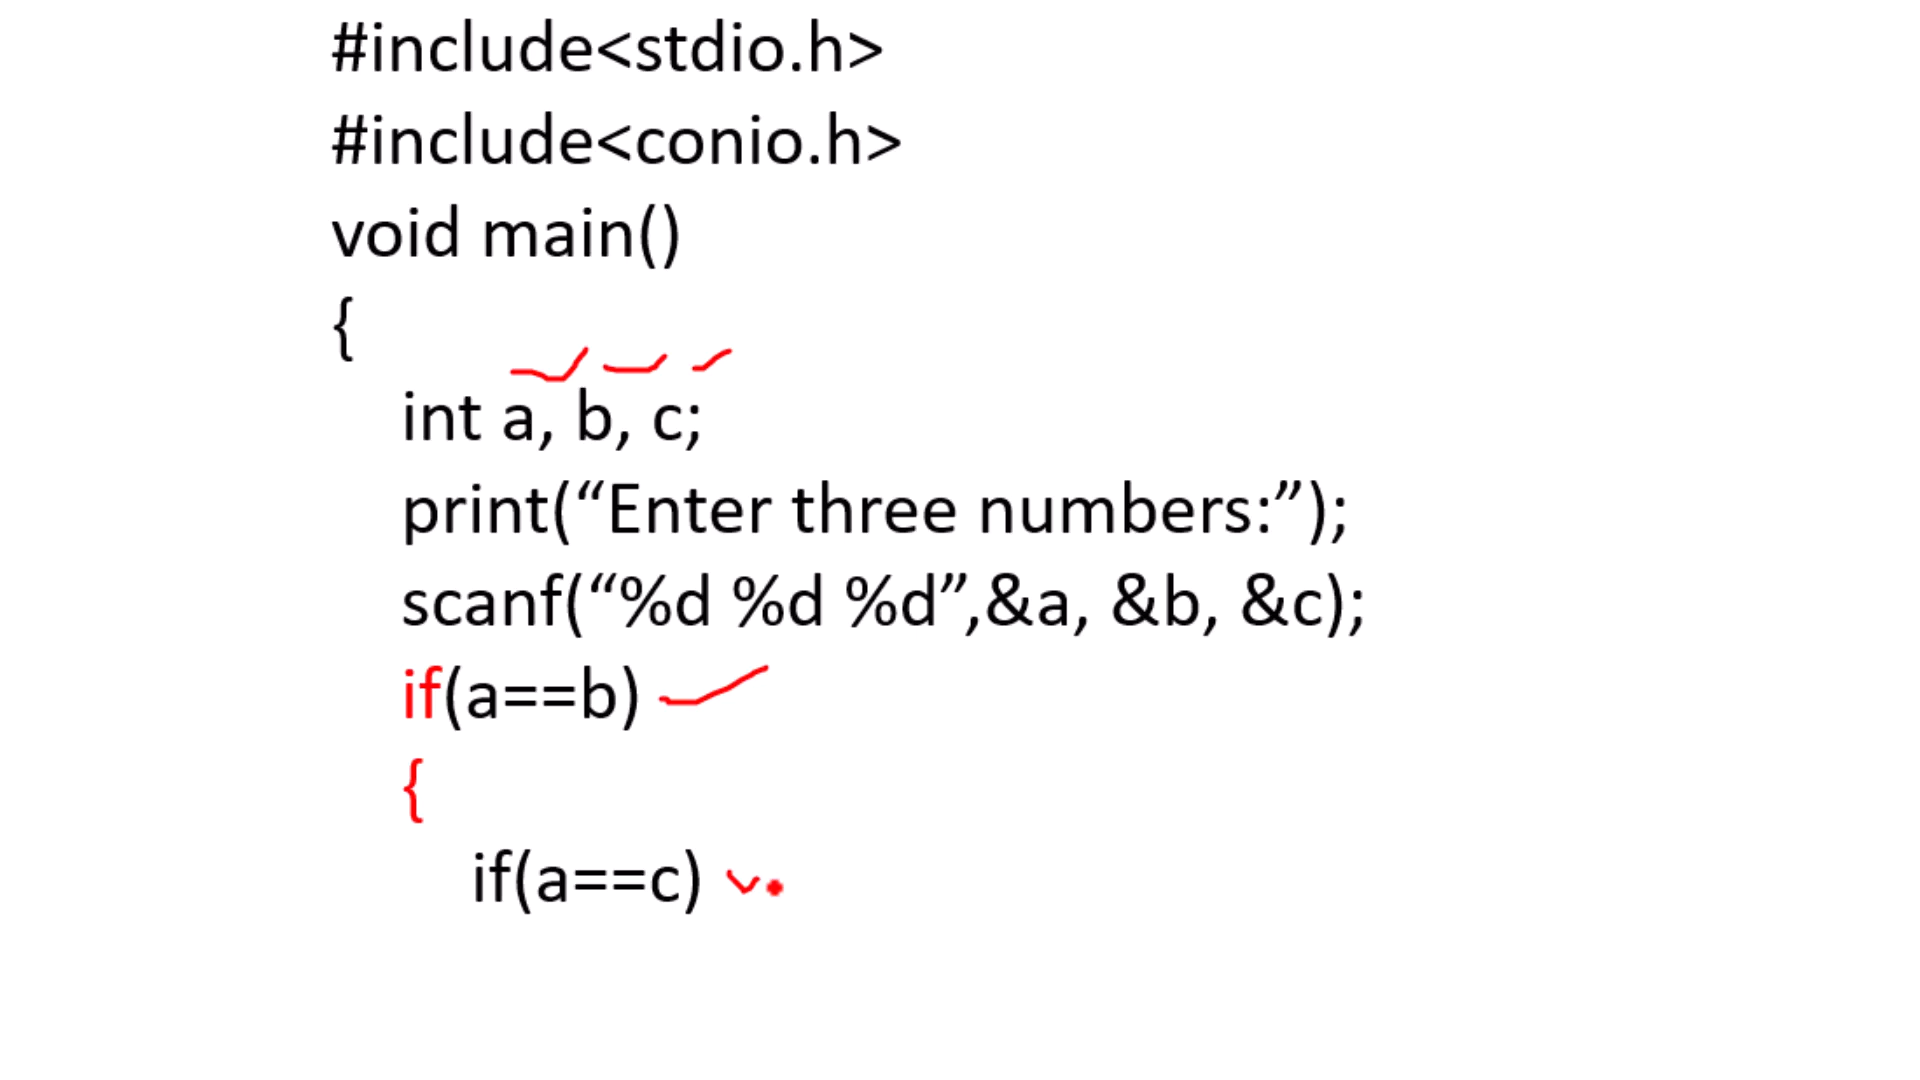 #include<stdio.h>
#include<conio.h>
void main()
{
int a, b, c;
print(“Enter three numbers:”);
scanf(“%d %d %d”,&a, &b, &c);
if(a==b)
{
if(a==c)